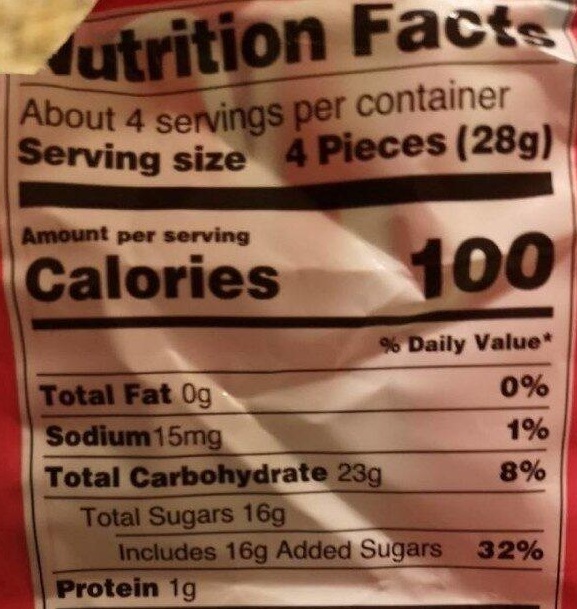 Nutrition Facts
About 4 servings per container
Serving size 4 Pieces (28g)
Amount per serving
Calories 100
% Daily Value*
Total Fat 0g 0%
Sodium 15mg 1%
Total Carbohydrate 23g 8%
Total Sugars 16g
Includes 16g Added Sugars 32%
Protein 1g